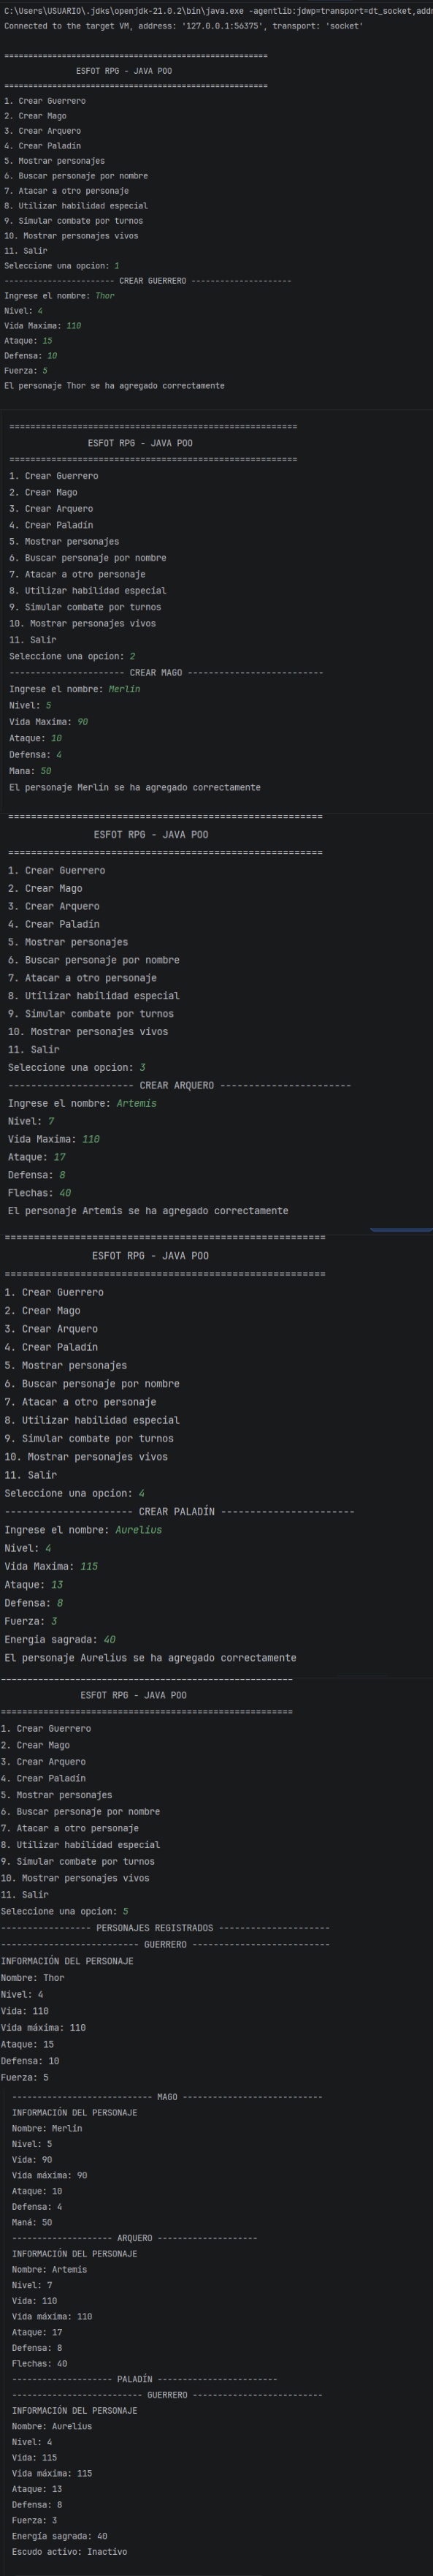 C:\Users\USUARIO\.jdks\openjdk-21.0.2\bin\java.exe -agentlib:jdwp=transport=dt_socket,addr
Connected to the target VM, address: '127.0.0.1:56375', transport: 'socket'
=======================================================
ESFOT RPG - JAVA POO
=======================================================
1. Crear Guerrero
2. Crear Mago
3. Crear Arquero
4. Crear Paladín
5. Mostrar personajes
6. Buscar personaje por nombre
7. Atacar a otro personaje
8. Utilizar habilidad especial
9. Simular combate por turnos
10. Mostrar personajes vivos
11. Salir
Seleccione una opcion: 1
----------------------- CREAR GUERRERO ---------------------
Ingrese el nombre: Thor
Nivel: 4
Vida Maxima: 110
Ataque: 15
Defensa: 10
Fuerza: 5
El personaje Thor se ha agregado correctamente
=======================================================
ESFOT RPG - JAVA POO
=======================================================
1. Crear Guerrero
2. Crear Mago
3. Crear Arquero
4. Crear Paladín
5. Mostrar personajes
6. Buscar personaje por nombre
7. Atacar a otro personaje
8. Utilizar habilidad especial
9. Simular combate por turnos
10. Mostrar personajes vivos
11. Salir
Seleccione una opcion: 2
---------------------- CREAR MAGO --------------------------
Ingrese el nombre: Merlin
Nivel: 5
Vida Maxima: 90
Ataque: 10
Defensa: 4
Mana: 50
El personaje Merlin se ha agregado correctamente
=======================================================
ESFOT RPG - JAVA POO
=======================================================
1. Crear Guerrero
2. Crear Mago
3. Crear Arquero
4. Crear Paladín
5. Mostrar personajes
6. Buscar personaje por nombre
7. Atacar a otro personaje
8. Utilizar habilidad especial
9. Simular combate por turnos
10. Mostrar personajes vivos
11. Salir
Seleccione una opcion: 3
---------------------- CREAR ARQUERO -----------------------
Ingrese el nombre: Artemis
Nivel: 7
Vida Maxima: 110
Ataque: 17
Defensa: 8
Flechas: 40
El personaje Artemis se ha agregado correctamente
=======================================================
ESFOT RPG - JAVA POO
=======================================================
1. Crear Guerrero
2. Crear Mago
3. Crear Arquero
4. Crear Paladín
5. Mostrar personajes
6. Buscar personaje por nombre
7. Atacar a otro personaje
8. Utilizar habilidad especial
9. Simular combate por turnos
10. Mostrar personajes vivos
11. Salir
Seleccione una opcion: 4
---------------------- CREAR PALADÍN -----------------------
Ingrese el nombre: Aurelius
Nivel: 4
Vida Maxima: 115
Ataque: 13
Defensa: 8
Fuerza: 3
Energia sagrada: 40
El personaje Aurelius se ha agregado correctamente
=======================================================
ESFOT RPG - JAVA POO
=======================================================
1. Crear Guerrero
2. Crear Mago
3. Crear Arquero
4. Crear Paladín
5. Mostrar personajes
6. Buscar personaje por nombre
7. Atacar a otro personaje
8. Utilizar habilidad especial
9. Simular combate por turnos
10. Mostrar personajes vivos
11. Salir
Seleccione una opcion: 5
----------------- PERSONAJES REGISTRADOS ---------------------
-------------------------- GUERRERO --------------------------
INFORMACIÓN DEL PERSONAJE
Nombre: Thor
Nivel: 4
Vida: 110
Vida máxima: 110
Ataque: 15
Defensa: 10
Fuerza: 5
---------------------------- MAGO ----------------------------
INFORMACIÓN DEL PERSONAJE
Nombre: Merlin
Nivel: 5
Vida: 90
Vida máxima: 90
Ataque: 10
Defensa: 4
Maná: 50
-------------------- ARQUERO --------------------
INFORMACIÓN DEL PERSONAJE
Nombre: Artemis
Nivel: 7
Vida: 110
Vida máxima: 110
Ataque: 17
Defensa: 8
Flechas: 40
-------------------- PALADÍN ------------------------
-------------------------- GUERRERO --------------------------
INFORMACIÓN DEL PERSONAJE
Nombre: Aurelius
Nivel: 4
Vida: 115
Vida máxima: 115
Ataque: 13
Defensa: 8
Fuerza: 3
Energía sagrada: 40
Escudo activo: Inactivo